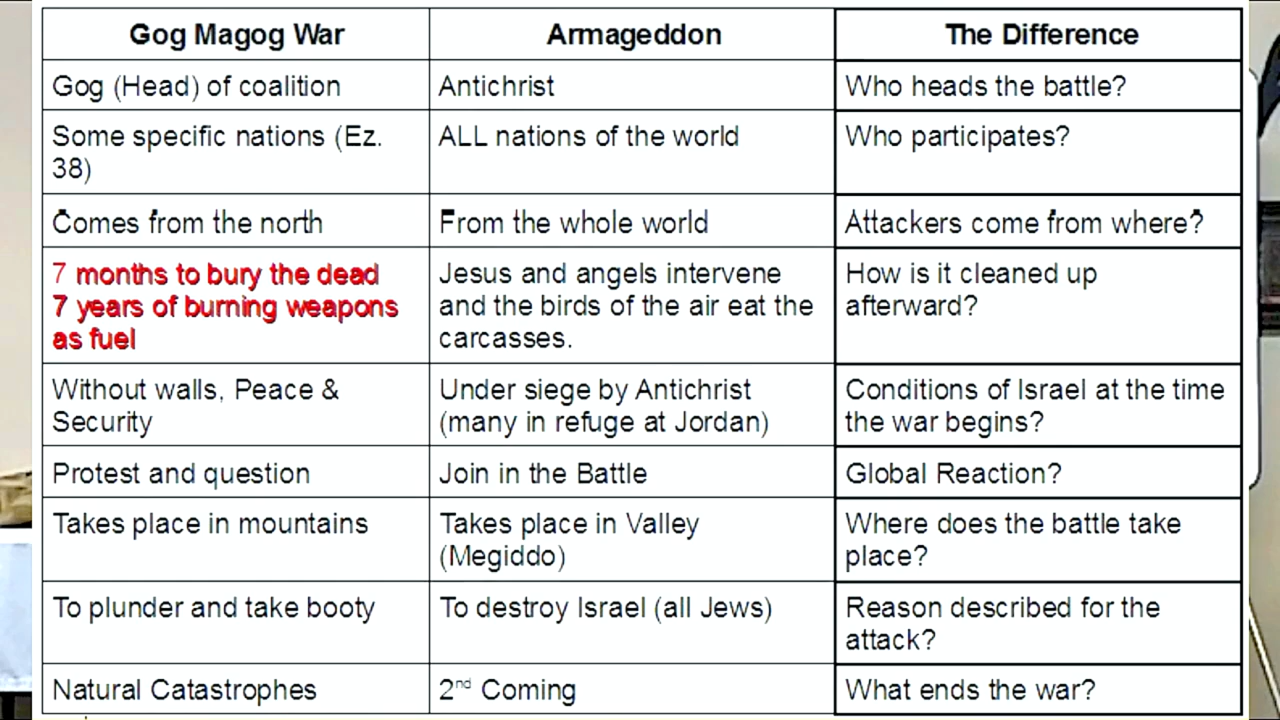 Gog Magog War
Armageddon
The Difference
Gog (Head) of coalition
Antichrist
Who heads the battle?
Some specific nations (Ez.
38)
ALL nations of the world
Who participates?
Comes from the north
From the whole world
Attackers come from where?
7 months to bury the dead
7 years of burning weapons
as fuel
Jesus and angels intervene
and the birds of the air eat the
carcasses.
How is it cleaned up
afterward?
Without walls, Peace &
Security
Under siege by Antichrist
(many in refuge at Jordan)
Conditions of Israel at the time
the war begins?
Protest and question
Join in the Battle
Global Reaction?
Takes place in mountains
Takes place in Valley
(Megiddo)
Where does the battle take
place?
To plunder and take booty
To destroy Israel (all Jews)
Reason described for the
attack?
Natural Catastrophes
2nd Coming
What ends the war?